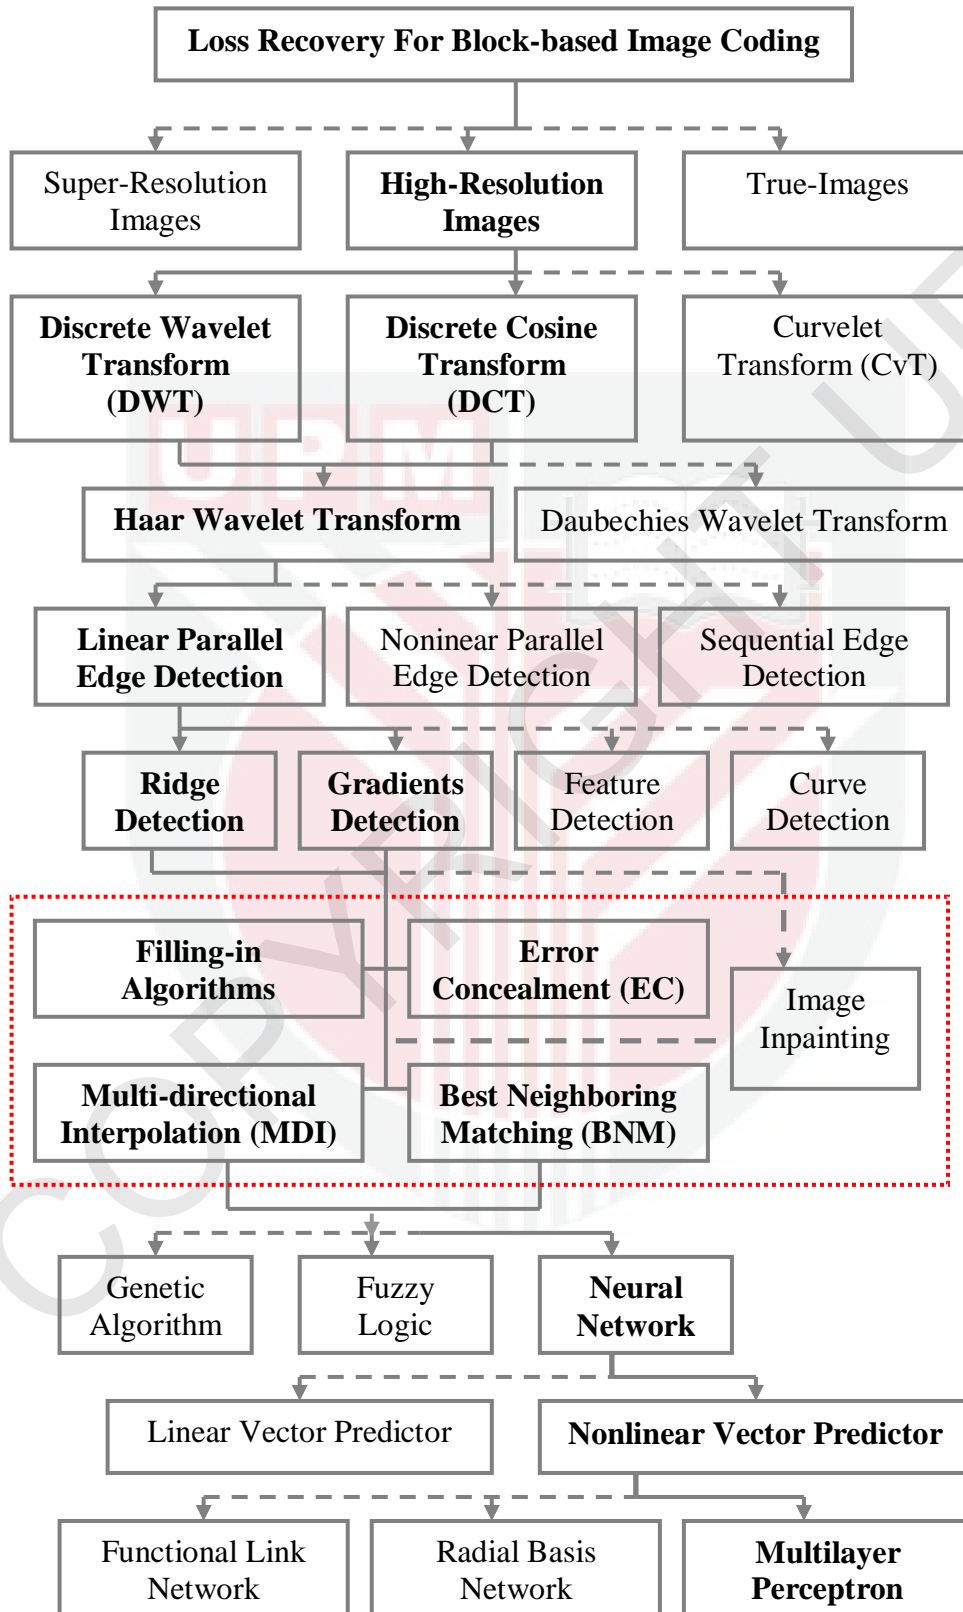 Loss Recovery For Block-based Image Coding
Super-Resolution
Images
High-Resolution
Images
True-Images
Discrete Wavelet
Transform
(DWT)
Discrete Cosine
Transform
(DCT)
Curvelet
Transform (CvT)
UPM
Haar Wavelet Transform
Daubechies Wavelet Transform
Linear Parallel
Edge Detection
Noninear Parallel
Edge Detection
Sequential Edge
Detection
Ridge
Detection
Gradients
Detection
Feature
Detection
Curve
Detection
Filling-in
Algorithms
Error
Concealment (EC)
Image
Inpainting
Multi-directional
Interpolation (MDI)
Best Neighboring
Matching (BNM)
Genetic
Algorithm
Fuzzy
Logic
Neural
Network
Linear Vector Predictor
Nonlinear Vector Predictor
Functional Link
Network
Radial Basis
Network
Multilayer
Perceptron
COPYRIGHT